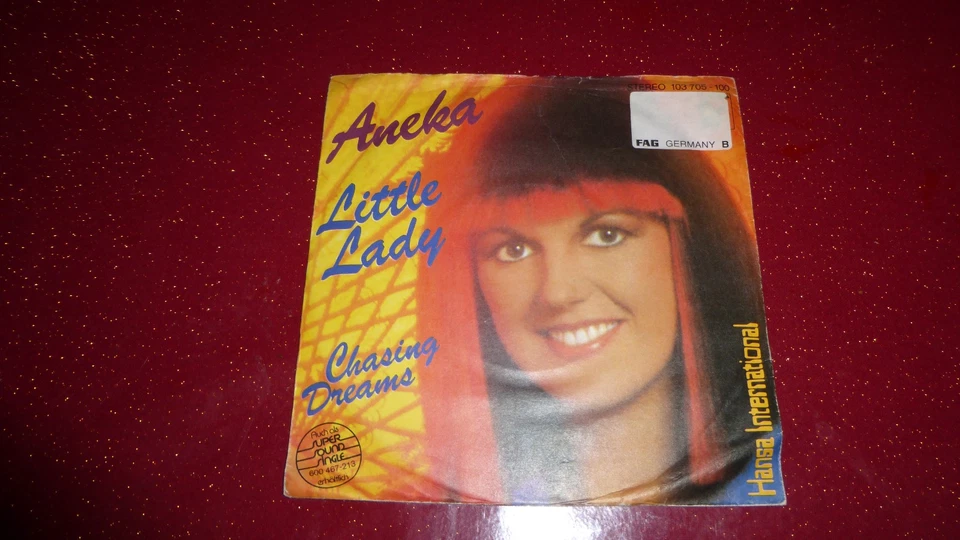 Aneka
STEREO 103 705-100
FAG GERMANY B
Little
Lady
Chasing
Dreams
Auch als
SUPER
SOUND
SINGLE
600 467-213
erhältlich
Hansa International